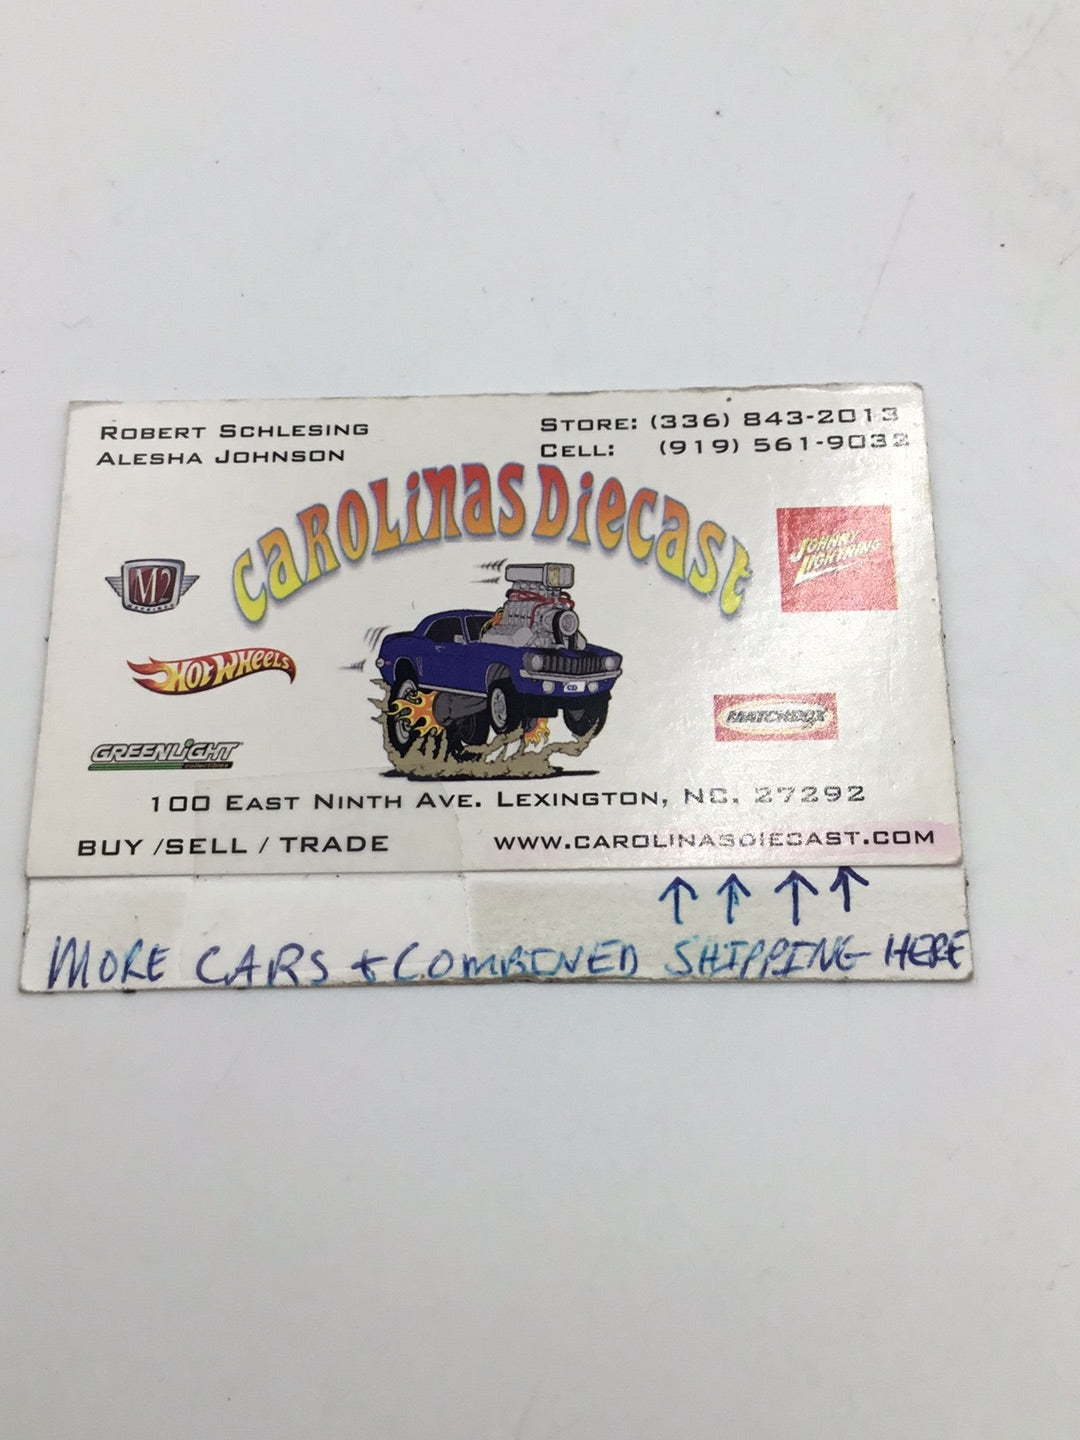 ROBERT SCHLESING
ALESHA JOHNSON
STORE: (336) 843-2013
CELL: (919) 561-9032
CAROLINAS DIECAST
M2
JOHNNY
LIGHTNING
HOT WHEELS
MATCHBOX
GREENLIGHT
collectibles
CD
100 EAST NINTH AVE. LEXINGTON, NC. 27292
BUY /SELL / TRADE
WWW.CAROLINASDIECAST.COM
↑ ↑ ↑ ↑
MORE CARS + COMBINED SHIPPING HERE